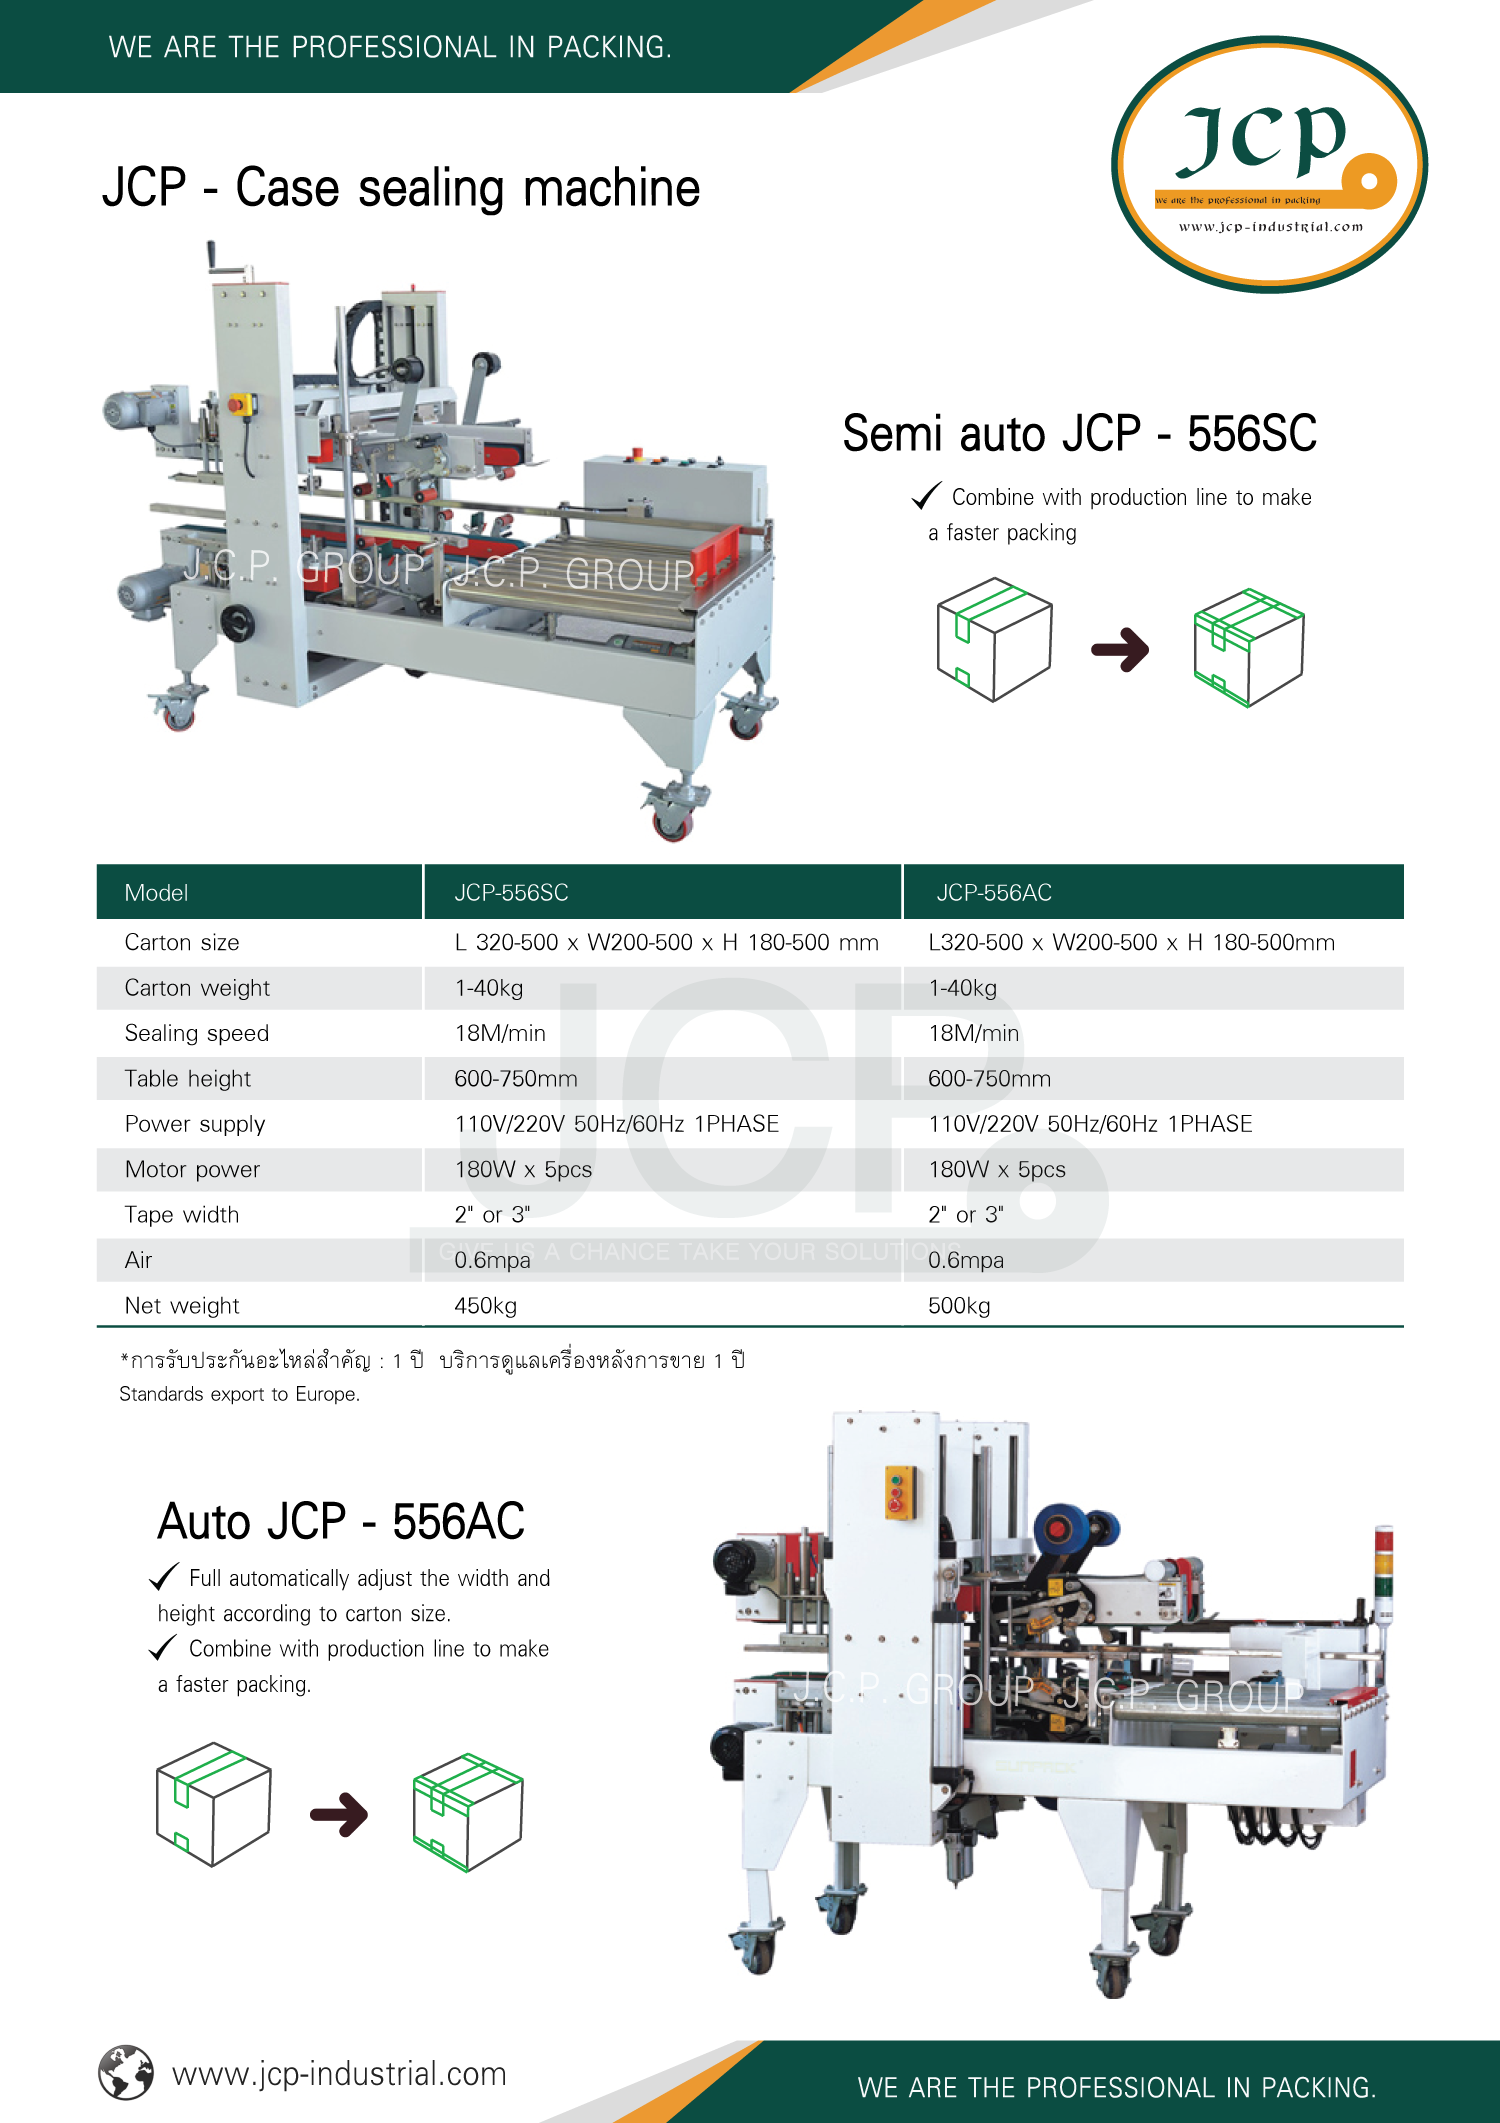 WE ARE THE PROFESSIONAL IN PACKING.
JCP
we are the professional in packing
www.jcp-industrial.com
JCP - Case sealing machine
J.C.P. GROUP J.C.P. GROUP
Semi auto JCP - 556SC
✓ Combine with production line to make
a faster packing
Model JCP-556SC JCP-556AC
Carton size L 320-500 x W200-500 x H 180-500 mm L320-500 x W200-500 x H 180-500mm
Carton weight 1-40kg 1-40kg
Sealing speed 18M/min 18M/min
Table height 600-750mm 600-750mm
Power supply 110V/220V 50Hz/60Hz 1PHASE 110V/220V 50Hz/60Hz 1PHASE
Motor power 180W x 5pcs 180W x 5pcs
Tape width 2" or 3" 2" or 3"
Air 0.6mpa 0.6mpa
Net weight 450kg 500kg
JCP
GIVE US A CHANCE TAKE YOUR SOLUTIONS
*การรับประกันอะไหล่สำคัญ : 1 ปี บริการดูแลเครื่องหลังการขาย 1 ปี
Standards export to Europe.
Auto JCP - 556AC
✓ Full automatically adjust the width and
height according to carton size.
✓ Combine with production line to make
a faster packing.
J.C.P. GROUP J.C.P. GROUP
www.jcp-industrial.com
WE ARE THE PROFESSIONAL IN PACKING.